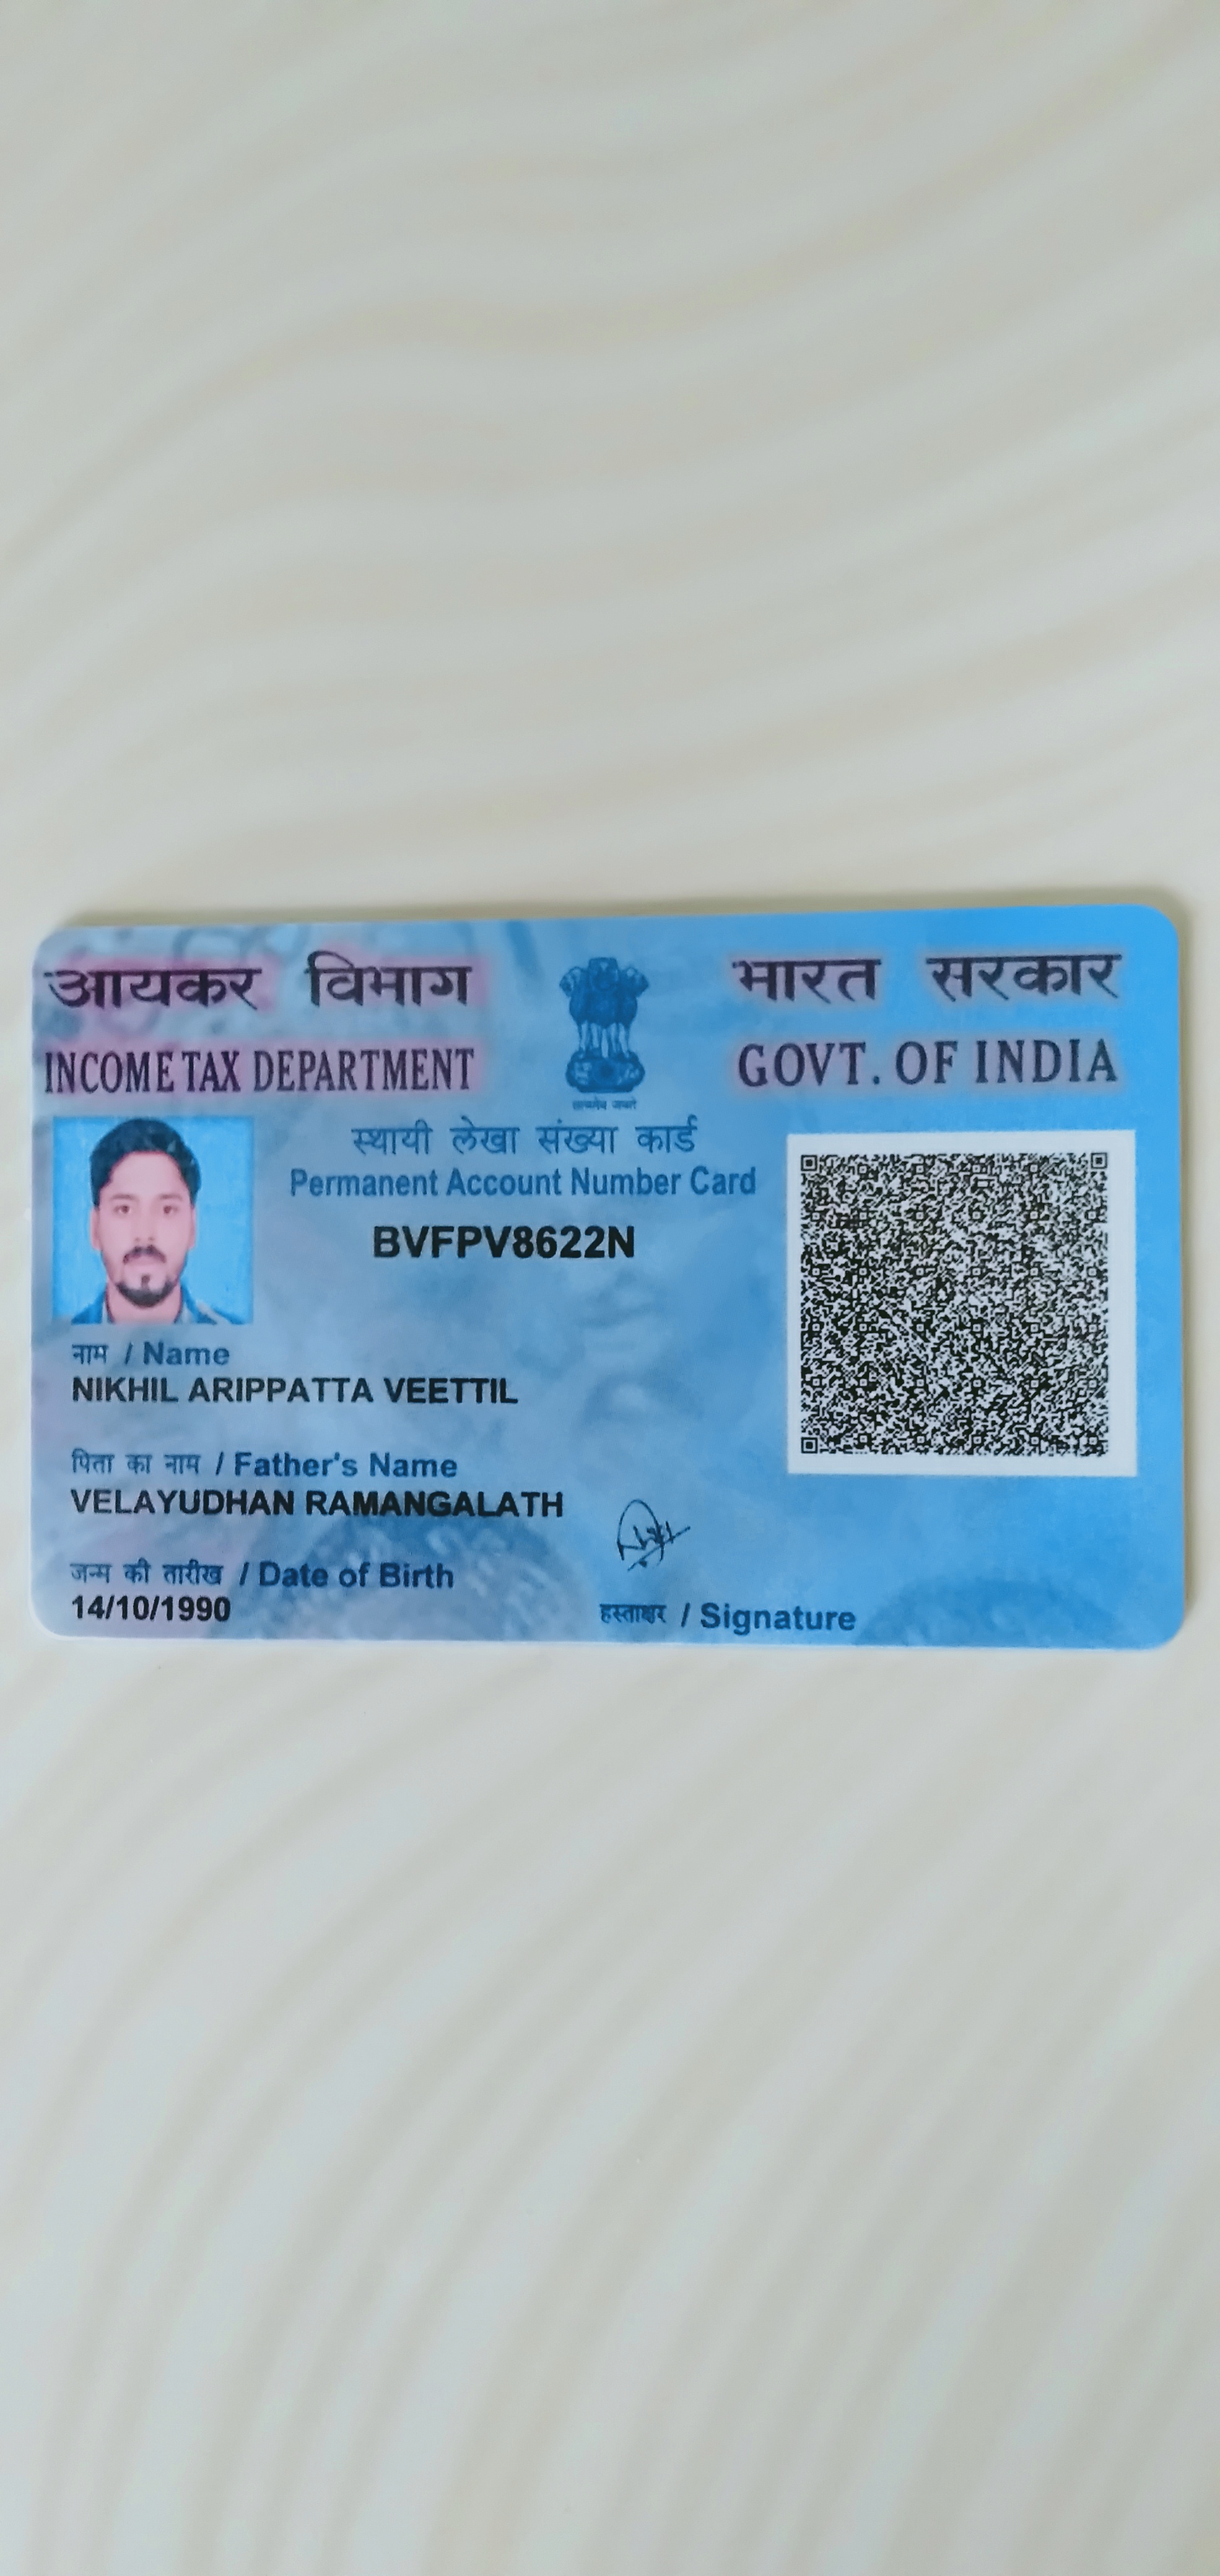 आयकर विभाग
INCOME TAX DEPARTMENT
भारत सरकार
GOVT. OF INDIA
सत्यमेव जयते
स्थायी लेखा संख्या कार्ड
Permanent Account Number Card
BVFPV8622N
नाम / Name
NIKHIL ARIPPATTA VEETTIL
पिता का नाम / Father's Name
VELAYUDHAN RAMANGALATH
जन्म की तारीख / Date of Birth
14/10/1990
हस्ताक्षर / Signature